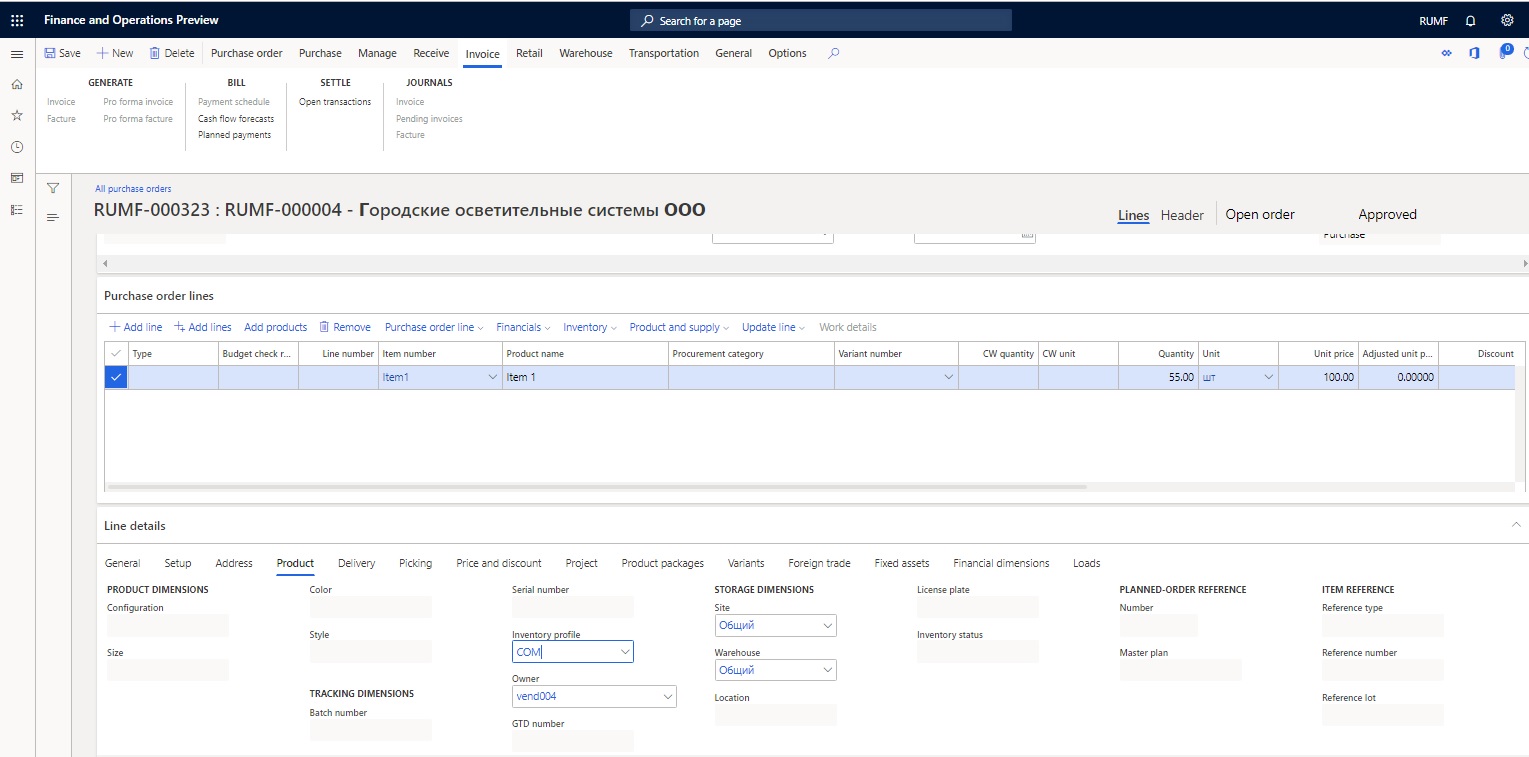 Finance and Operations Preview Search for a page RUMF
Save New Delete Purchase order Purchase Manage Receive Invoice Retail Warehouse Transportation General Options 0
GENERATE BILL SETTLE JOURNALS
Invoice Pro forma invoice Payment schedule Open transactions Invoice
Facture Pro forma facture Cash flow forecasts Pending invoices
Planned payments Facture
All purchase orders
RUMF-000323 : RUMF-000004 - Городские осветительные системы ООО
Lines Header Open order Approved
Purchase
Purchase order lines
Add line Add lines Add products Remove Purchase order line Financials Inventory Product and supply Update line Work details
Type Budget check r... Line number Item number Product name Procurement category Variant number CW quantity CW unit Quantity Unit Unit price Adjusted unit p... Discount
Item1 Item 1 55.00 шт 100.00 0.00000
Line details
General Setup Address Product Delivery Picking Price and discount Project Product packages Variants Foreign trade Fixed assets Financial dimensions Loads
PRODUCT DIMENSIONS
Configuration
Size
Color
Style
TRACKING DIMENSIONS
Batch number
Serial number
Inventory profile
COM
Owner
vend004
GTD number
STORAGE DIMENSIONS
Site
Общий
Warehouse
Общий
Location
License plate
Inventory status
PLANNED-ORDER REFERENCE
Number
Master plan
ITEM REFERENCE
Reference type
Reference number
Reference lot